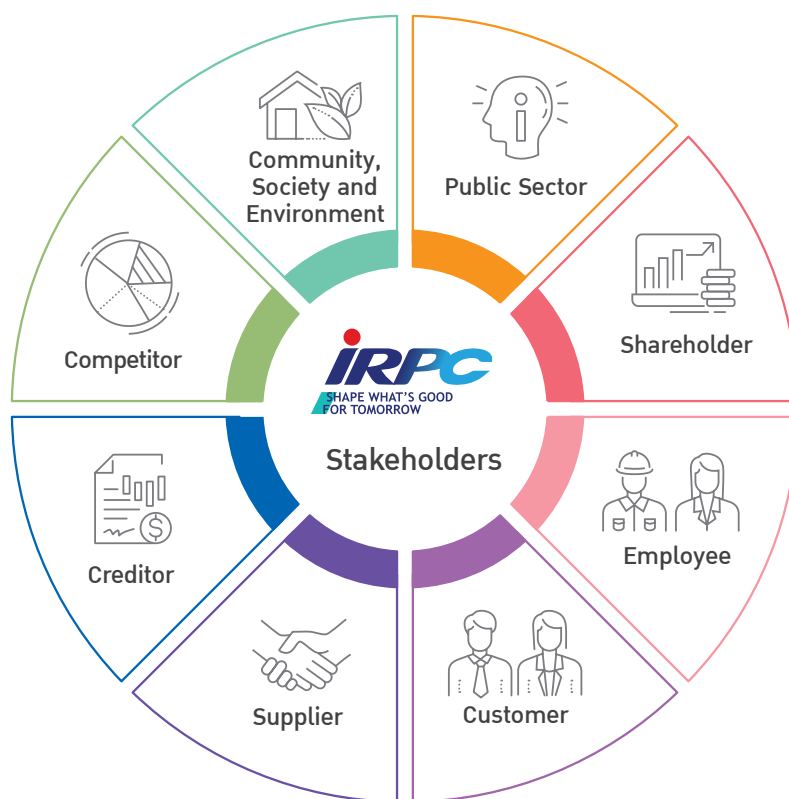 Community,
Society and
Environment
Public Sector
Competitor
Shareholder
iRPC
SHAPE WHAT'S GOOD
FOR TOMORROW
Stakeholders
Creditor
Employee
$
Supplier
Customer